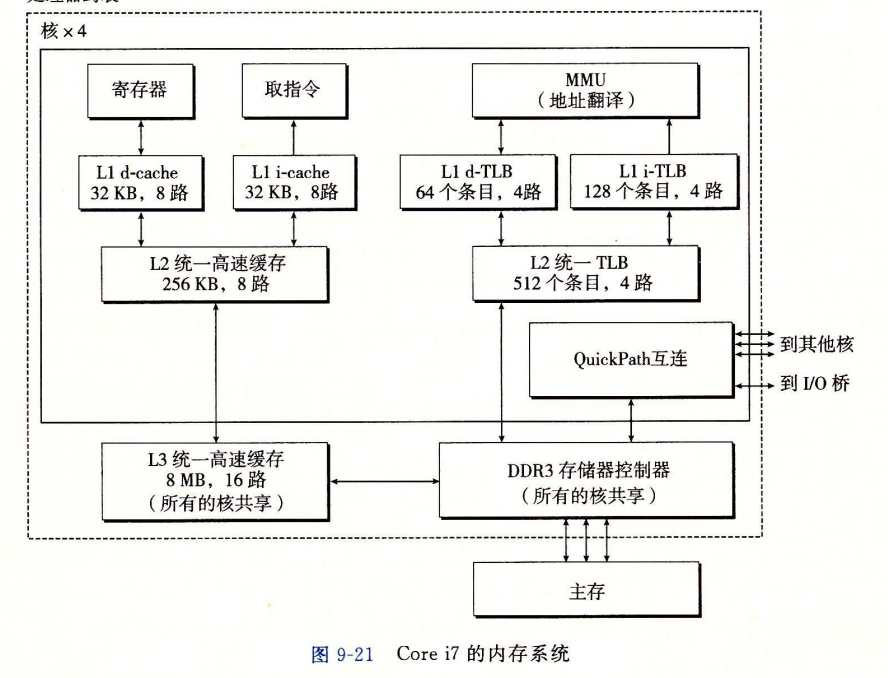 核×4
寄存器
取指令
MMU
（地址翻译）
L1 d-cache
32 KB，8 路
L1 i-cache
32 KB，8路
L1 d-TLB
64 个条目，4路
L1 i-TLB
128 个条目，4 路
L2 统一高速缓存
256 KB，8 路
L2 统一 TLB
512 个条目，4 路
QuickPath互连
到其他核
到 I/O 桥
L3 统一高速缓存
8 MB，16 路
（所有的核共享）
DDR3 存储器控制器
（所有的核共享）
主存
图 9-21 Core i7 的内存系统